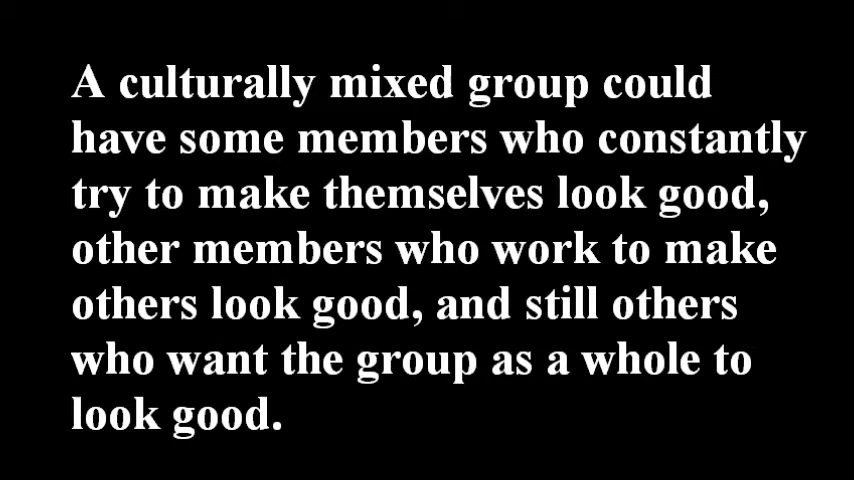 A culturally mixed group could
have some members who constantly
try to make themselves look good,
other members who work to make
others look good, and still others
who want the group as a whole to
look good.